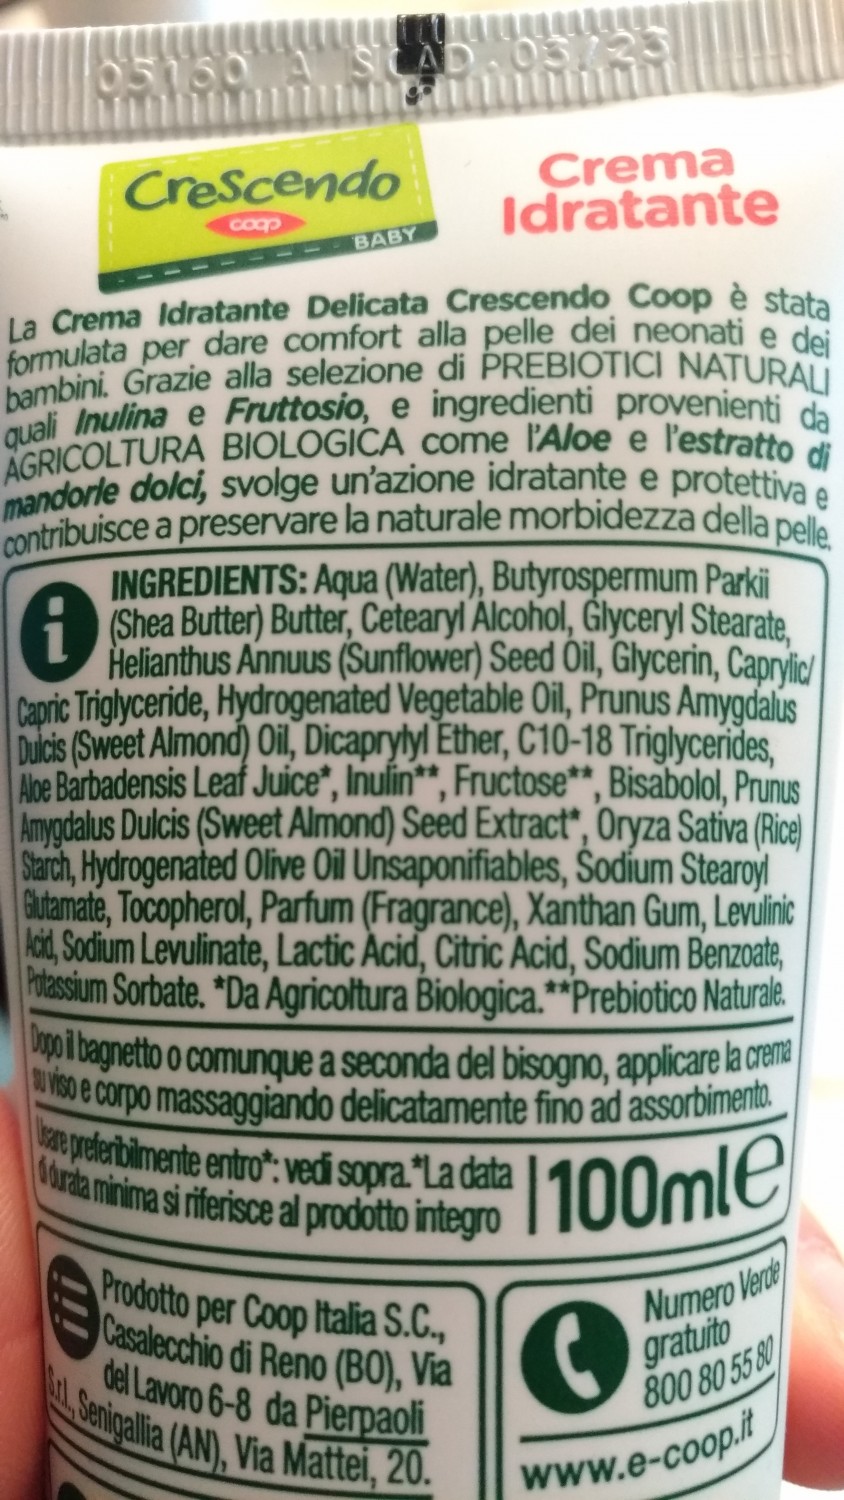 05160 A SCAD. 03/23
Crescendo
coop
BABY
Crema
Idratante
La Crema Idratante Delicata Crescendo Coop è stata
formulata per dare comfort alla pelle dei neonati e dei
bambini. Grazie alla selezione di PREBIOTICI NATURALI
quali Inulina e Fruttosio, e ingredienti provenienti da
AGRICOLTURA BIOLOGICA come l'Aloe e l'estratto di
mandorle dolci, svolge un'azione idratante e protettiva e
contribuisce a preservare la naturale morbidezza della pelle.
INGREDIENTS: Aqua (Water), Butyrospermum Parkii
(Shea Butter) Butter, Cetearyl Alcohol, Glyceryl Stearate,
Helianthus Annuus (Sunflower) Seed Oil, Glycerin, Caprylic/
Capric Triglyceride, Hydrogenated Vegetable Oil, Prunus Amygdalus
Dulcis (Sweet Almond) Oil, Dicaprylyl Ether, C10-18 Triglycerides,
Aloe Barbadensis Leaf Juice*, Inulin**, Fructose**, Bisabolol, Prunus
Amygdalus Dulcis (Sweet Almond) Seed Extract*, Oryza Sativa (Rice)
Starch, Hydrogenated Olive Oil Unsaponifiables, Sodium Stearoyl
Glutamate, Tocopherol, Parfum (Fragrance), Xanthan Gum, Levulinic
Acid, Sodium Levulinate, Lactic Acid, Citric Acid, Sodium Benzoate,
Potassium Sorbate. *Da Agricoltura Biologica.**Prebiotico Naturale.
Dopo il bagnetto o comunque a seconda del bisogno, applicare la crema
su viso e corpo massaggiando delicatamente fino ad assorbimento.
Usare preferibilmente entro*: vedi sopra.*La data
di durata minima si riferisce al prodotto integro
100ml e
Prodotto per Coop Italia S.C.,
Casalecchio di Reno (BO), Via
del Lavoro 6-8 da Pierpaoli
S.r.l., Senigallia (AN), Via Mattei, 20.
Numero Verde
gratuito
800 80 55 80
www.e-coop.it